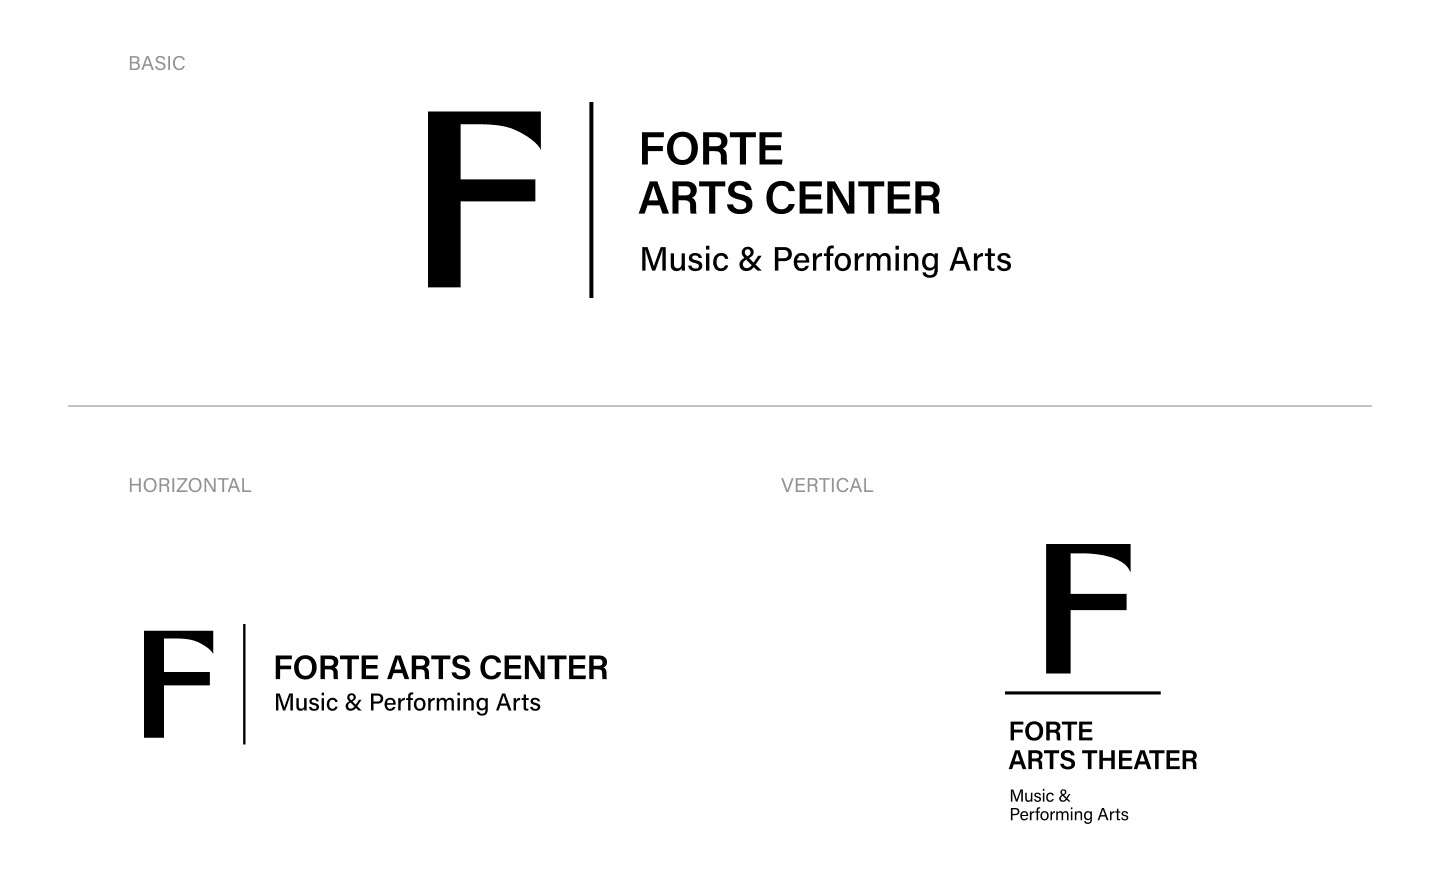 BASIC
F
FORTE
ARTS CENTER
Music & Performing Arts
HORIZONTAL
F
FORTE ARTS CENTER
Music & Performing Arts
VERTICAL
F
FORTE
ARTS THEATER
Music &
Performing Arts